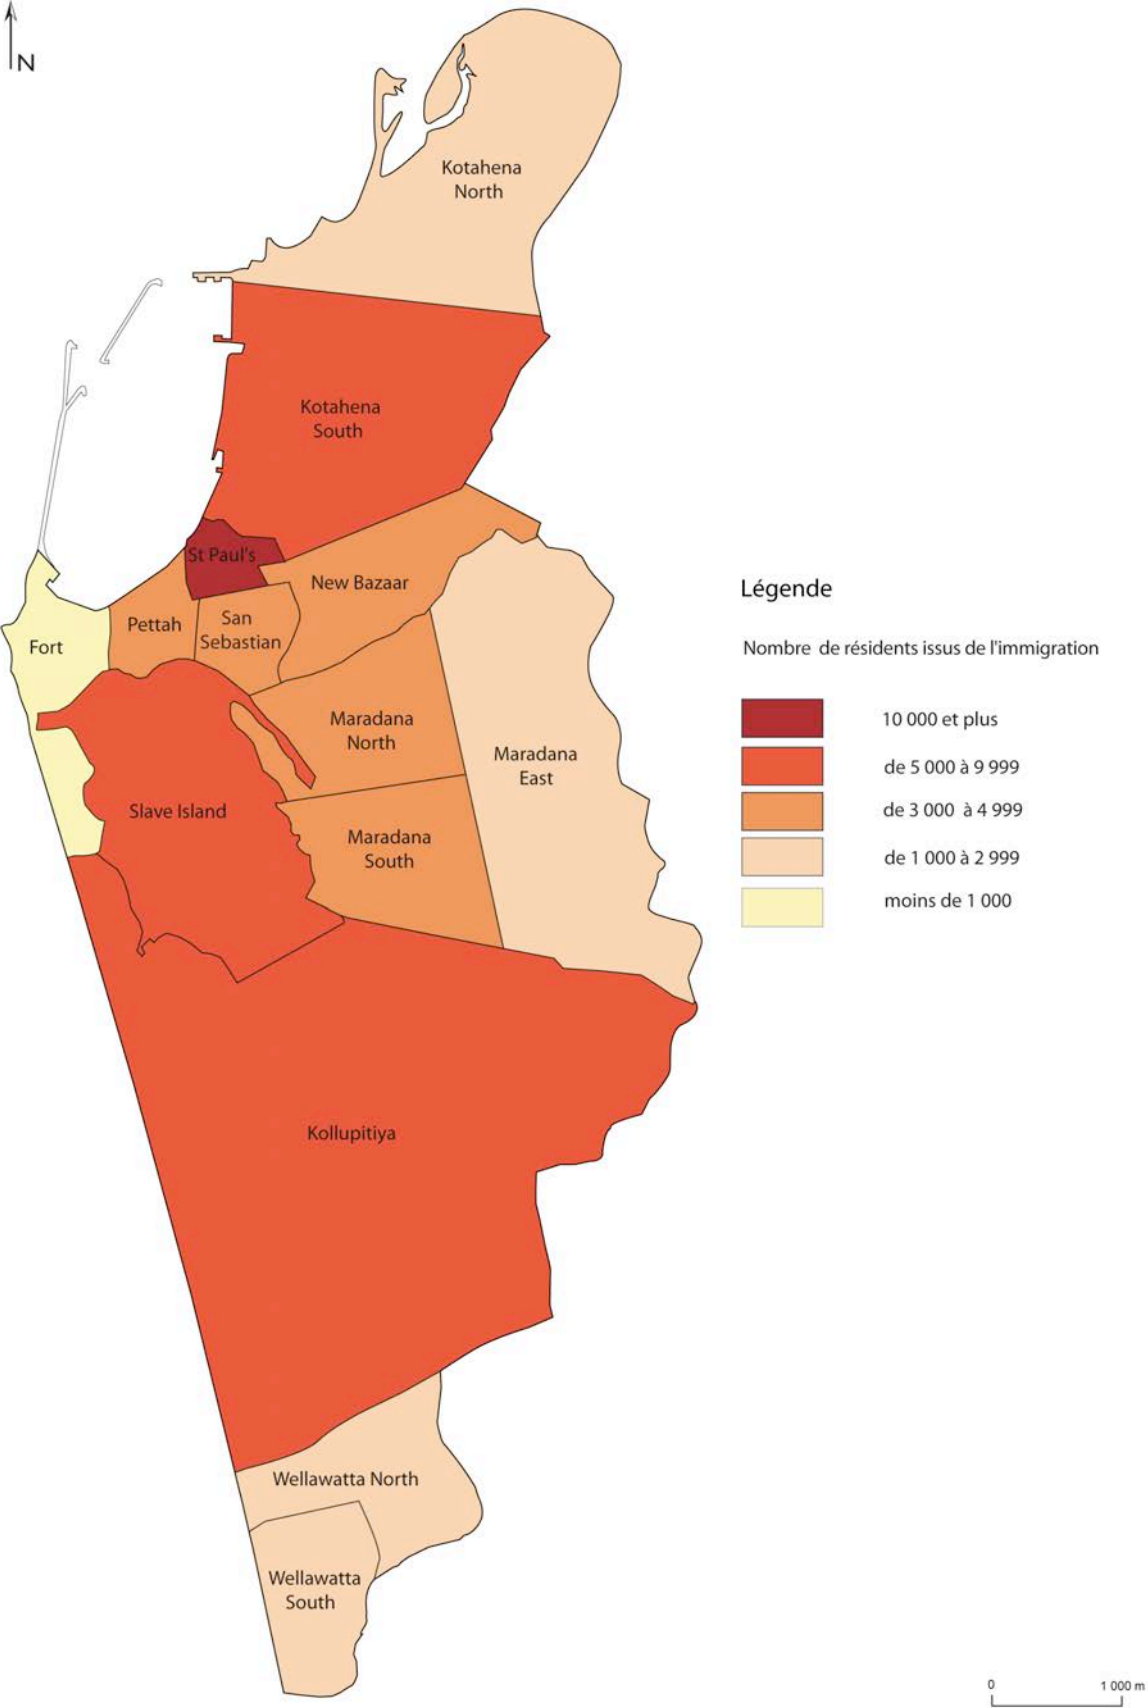 N
Kotahena
North
Kotahena
South
St Paul's
New Bazaar
Pettah
San
Sebastian
Fort
Maradana
North
Maradana
East
Slave Island
Maradana
South
Kollupitiya
Wellawatta North
Wellawatta
South
Légende
Nombre de résidents issus de l'immigration
10 000 et plus
de 5 000 à 9 999
de 3 000 à 4 999
de 1 000 à 2 999
moins de 1 000
0 1 000 m